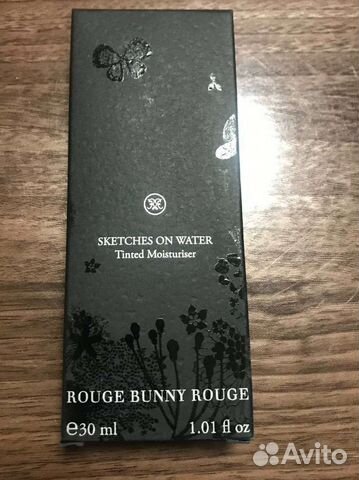 SKETCHES ON WATER
Tinted Moisturiser
ROUGE BUNNY ROUGE
℮30 ml 1.01 fl oz
Avito